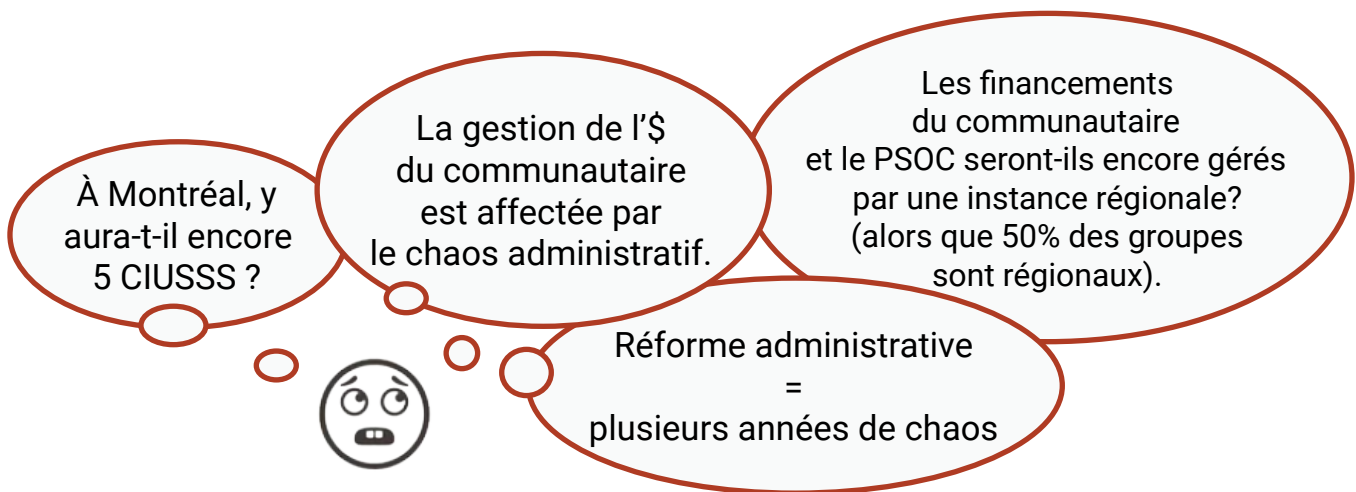 À Montréal, y
aura-t-il encore
5 CIUSSS ?
La gestion de l'$
du communautaire
est affectée par
le chaos administratif.
Les financements
du communautaire
et le PSOC seront-ils encore gérés
par une instance régionale?
(alors que 50% des groupes
sont régionaux).
Réforme administrative
=
plusieurs années de chaos